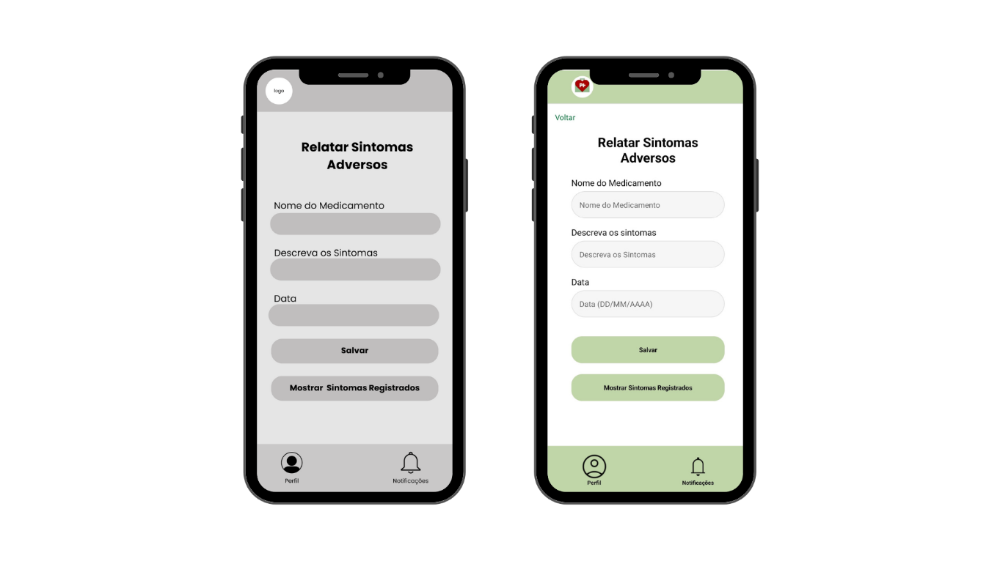 logo
Relatar Sintomas
Adversos
Nome do Medicamento
Descreva os Sintomas
Data
Salvar
Mostrar Sintomas Registrados
Perfil
Notificações
P+
Voltar
Relatar Sintomas
Adversos
Nome do Medicamento
Nome do Medicamento
Descreva os sintomas
Descreva os Sintomas
Data
Data (DD/MM/AAAA)
Salvar
Mostrar Sintomas Registrados
Perfil
Notificações